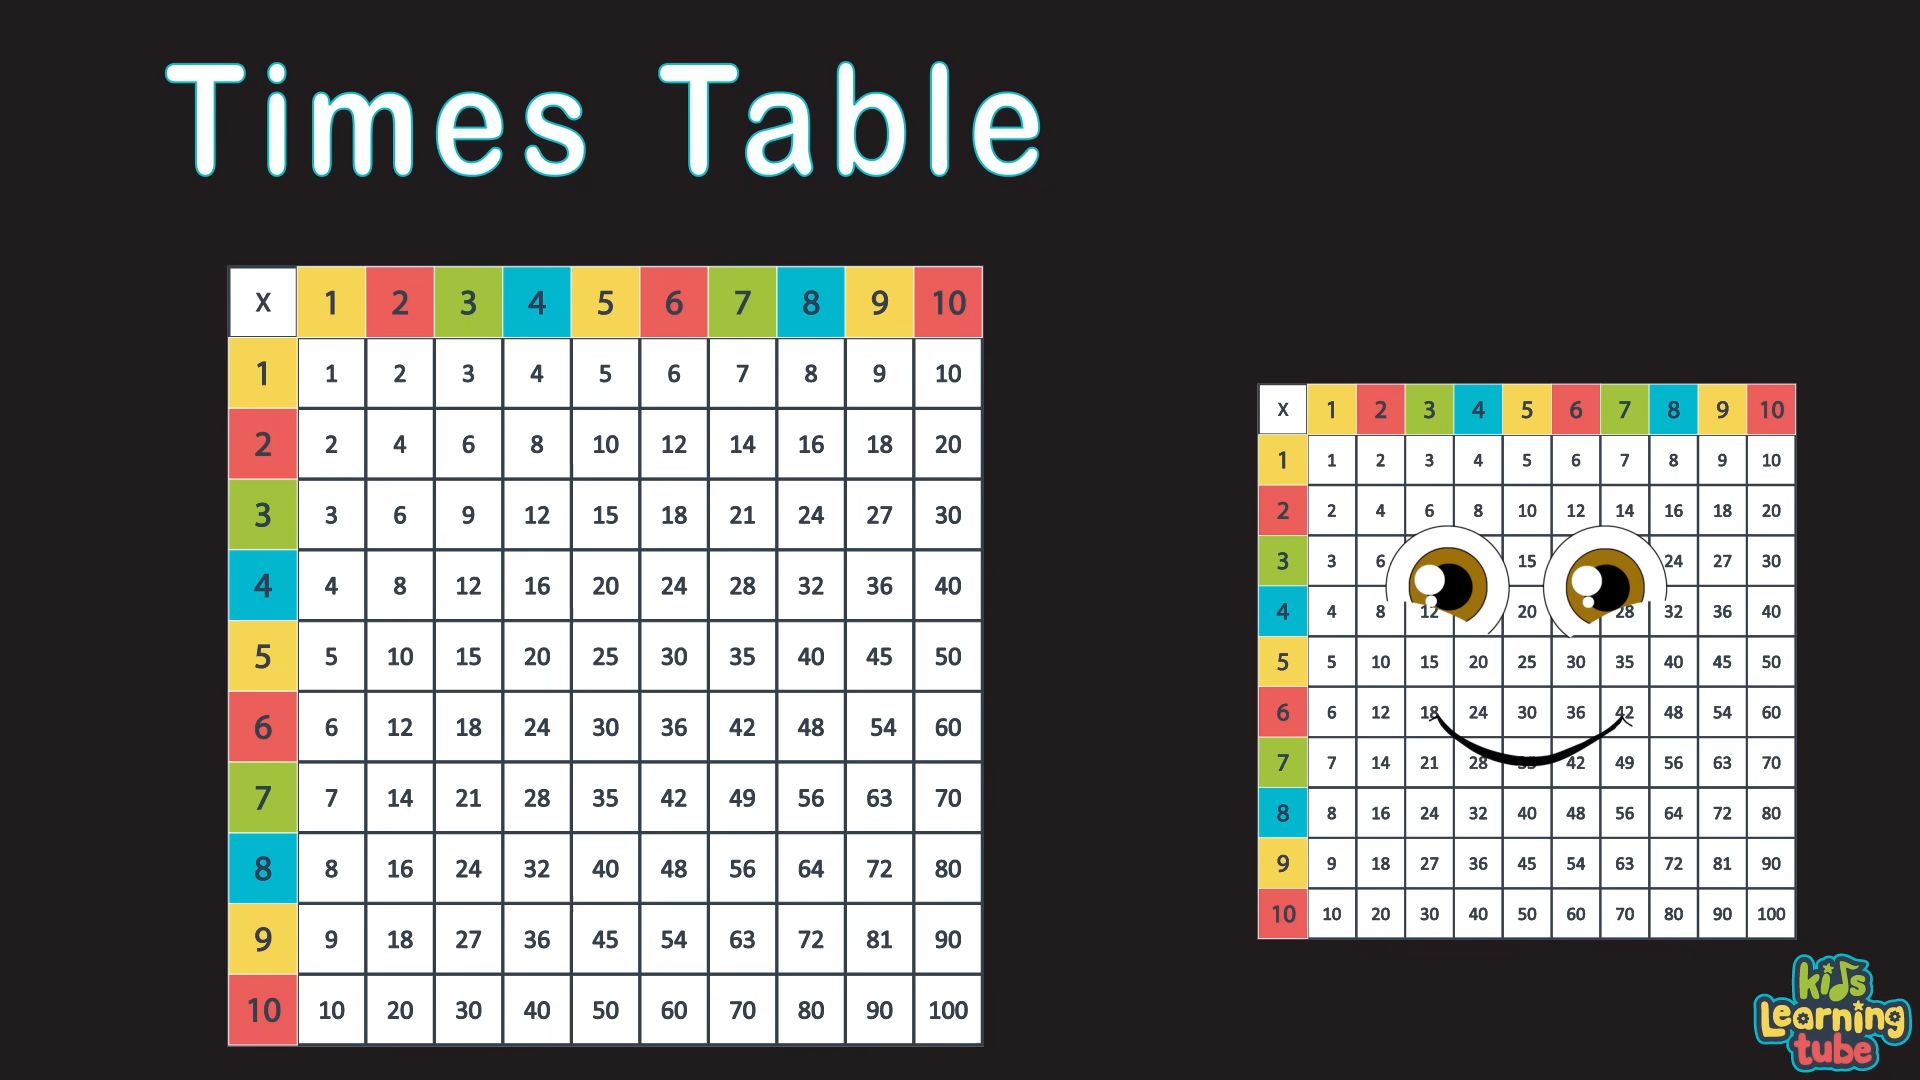 Times Table
X 1 2 3 4 5 6 7 8 9 10
1 1 2 3 4 5 6 7 8 9 10
2 2 4 6 8 10 12 14 16 18 20
3 3 6 9 12 15 18 21 24 27 30
4 4 8 12 16 20 24 28 32 36 40
5 5 10 15 20 25 30 35 40 45 50
6 6 12 18 24 30 36 42 48 54 60
7 7 14 21 28 35 42 49 56 63 70
8 8 16 24 32 40 48 56 64 72 80
9 9 18 27 36 45 54 63 72 81 90
10 10 20 30 40 50 60 70 80 90 100
X 1 2 3 4 5 6 7 8 9 10
1 1 2 3 4 5 6 7 8 9 10
2 2 4 6 8 10 12 14 16 18 20
3 3 6 15 24 27 30
4 4 8 12 20 28 32 36 40
5 5 10 15 20 25 30 35 40 45 50
6 6 12 18 24 30 36 42 48 54 60
7 7 14 21 28 35 42 49 56 63 70
8 8 16 24 32 40 48 56 64 72 80
9 9 18 27 36 45 54 63 72 81 90
10 10 20 30 40 50 60 70 80 90 100
kids
Learning
tube